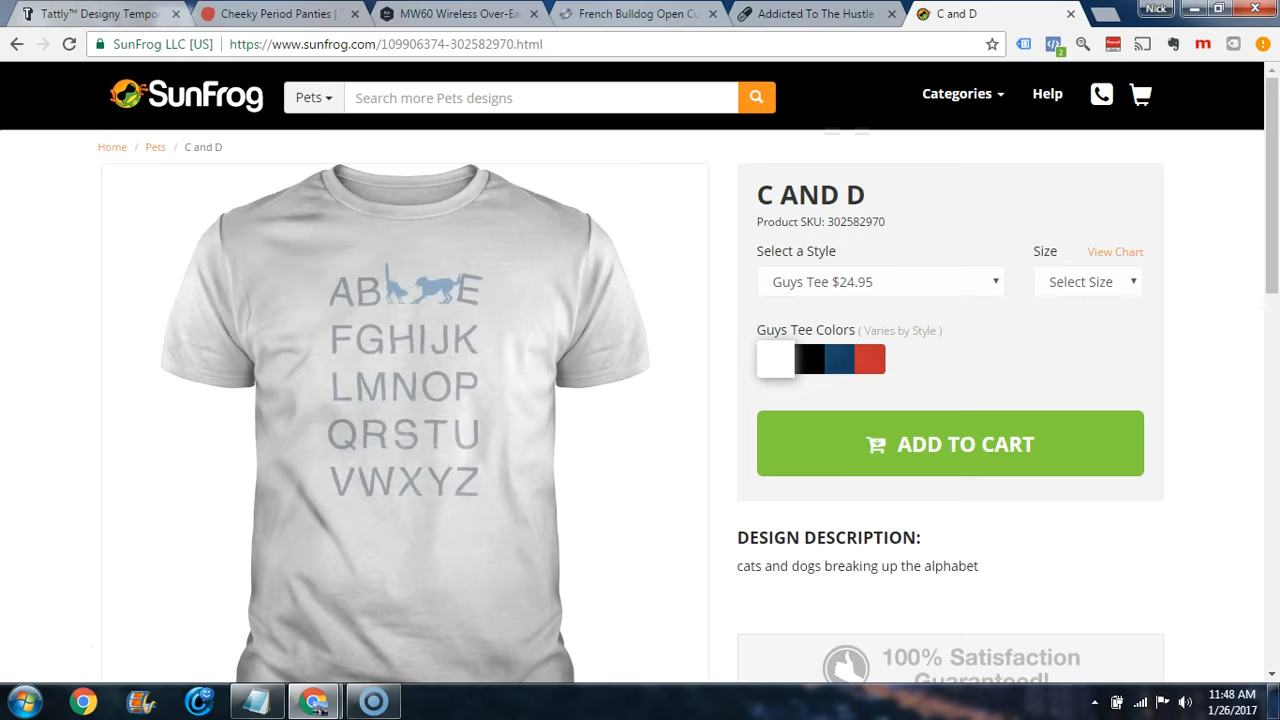 Tattly™ Designy Tempo
Cheeky Period Panties |
MW60 Wireless Over-Ea
French Bulldog Open Cu
Addicted To The Hustle
C and D
Nick
SunFrog LLC [US]
https://www.sunfrog.com/109506374-302582970.html
2
m
SunFrog
Pets
Search more Pets designs
Categories
Help
Home / Pets / C and D
C AND D
Product SKU: 302582970
Select a Style
Size
View Chart
Guys Tee $24.95
Select Size
Guys Tee Colors ( Varies by Style )
ADD TO CART
DESIGN DESCRIPTION:
cats and dogs breaking up the alphabet
100% Satisfaction
Guaranteed!
AB E
FGHIJK
LMNOP
QRSTU
VWXYZ
11:48 AM
1/26/2017